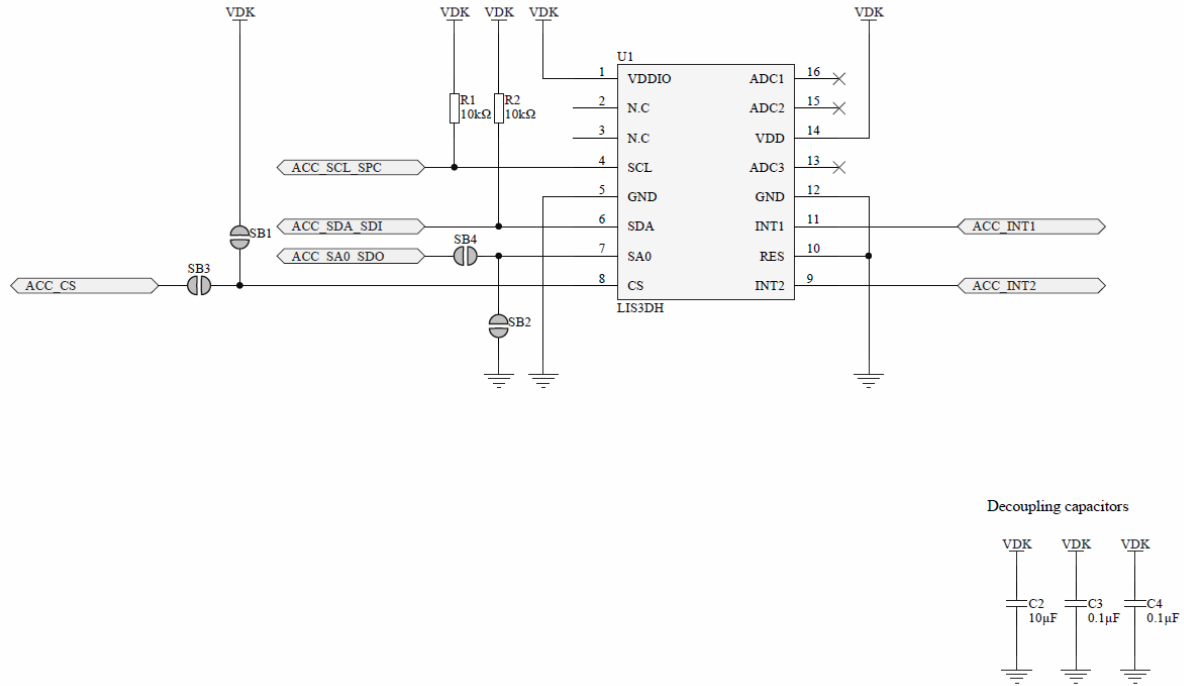 VDK VDK VDK VDK VDK
U1
1 VDDIO ADC1 16
R1 R2
10kΩ 10kΩ
2 N.C ADC2 15
3 N.C VDD 14
ACC_SCL_SPC 4 SCL ADC3 13
5 GND GND 12
ACC_SDA_SDI 6 SDA INT1 11 ACC_INT1
SB1 SB4
ACC_SA0_SDO 7 SA0 RES 10
SB3
ACC_CS 8 CS INT2 9 ACC_INT2
LIS3DH
SB2
Decoupling capacitors
VDK VDK VDK
C2 C3 C4
10µF 0.1µF 0.1µF